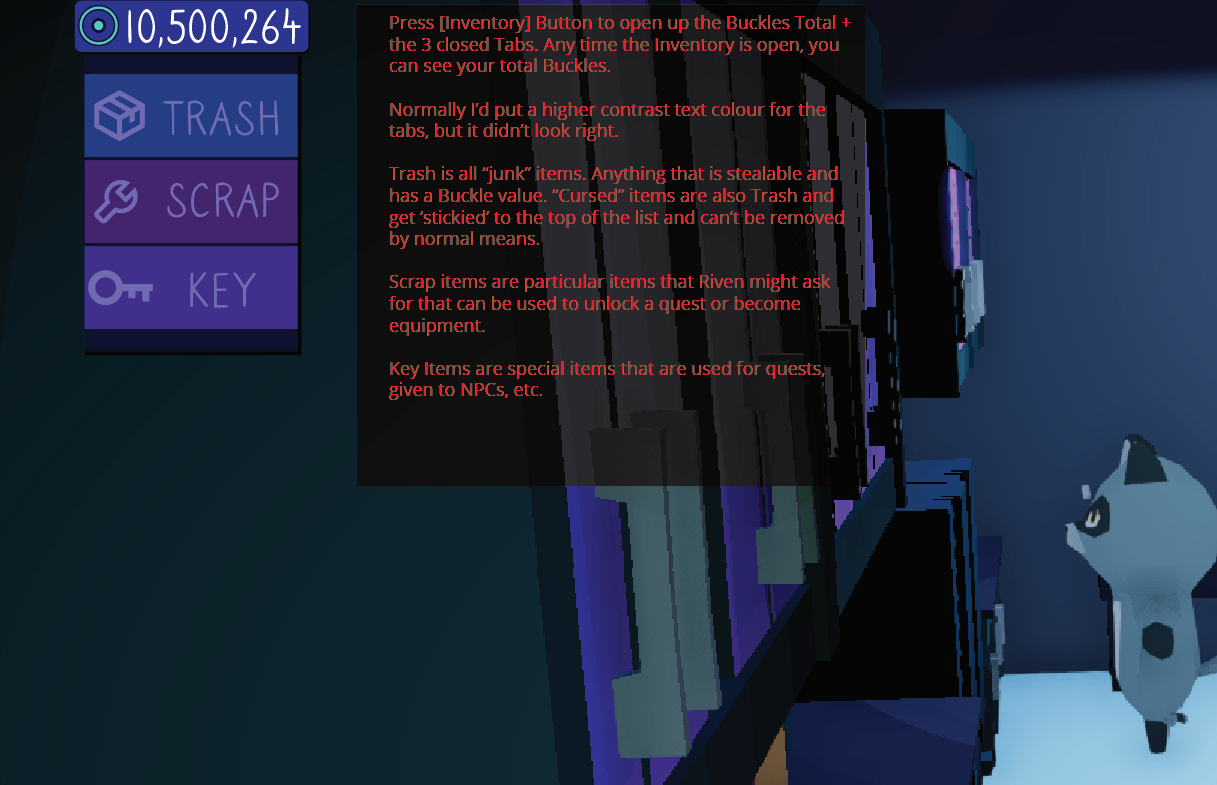 10,500,264
TRASH
SCRAP
KEY
Press [Inventory] Button to open up the Buckles Total +
the 3 closed Tabs. Any time the Inventory is open, you
can see your total Buckles.
Normally I’d put a higher contrast text colour for the
tabs, but it didn’t look right.
Trash is all “junk” items. Anything that is stealable and
has a Buckle value. “Cursed” items are also Trash and
get ‘stickied’ to the top of the list and can’t be removed
by normal means.
Scrap items are particular items that Riven might ask
for that can be used to unlock a quest or become
equipment.
Key Items are special items that are used for quests,
given to NPCs, etc.